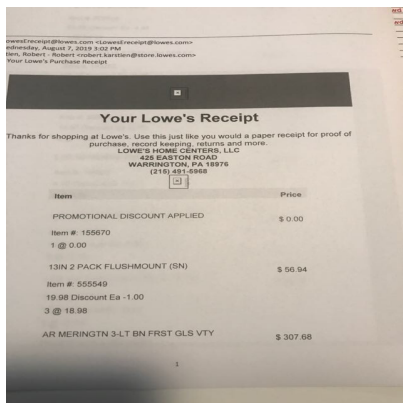 owesEreceipt@lowes.com <LowesEreceipt@lowes.com>
ednesday, August 7, 2019 3:02 PM
tien, Robert - Robert <robert.karstien@store.lowes.com>
Your Lowe's Purchase Receipt
Your Lowe's Receipt
Thanks for shopping at Lowe's. Use this just like you would a paper receipt for proof of
purchase, record keeping, returns and more.
LOWE'S HOME CENTERS, LLC
425 EASTON ROAD
WARRINGTON, PA 18976
(215) 491-5968
Item Price
PROMOTIONAL DISCOUNT APPLIED $ 0.00
Item #: 155670
1 @ 0.00
13IN 2 PACK FLUSHMOUNT (SN) $ 56.94
Item #: 555549
19.98 Discount Ea -1.00
3 @ 18.98
AR MERINGTN 3-LT BN FRST GLS VTY $ 307.68